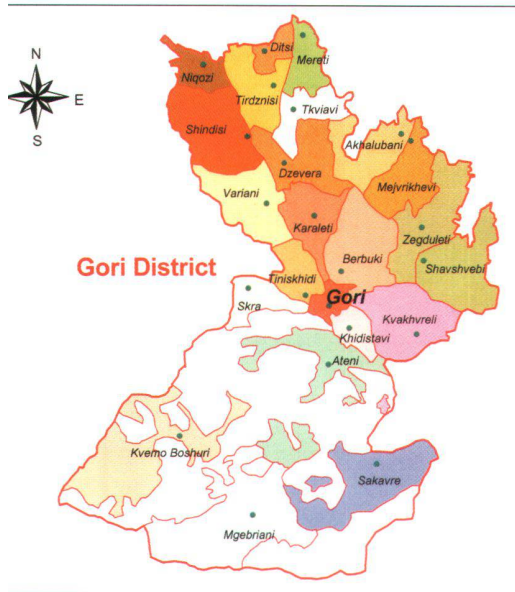 N
E
S
Ditsi
Mereti
Niqozi
Tirdznisi
Tkviavi
Shindisi
Akhalubani
Dzevera
Mejvrikhevi
Variani
Karaleti
Zegduleti
Berbuki
Shavshvebi
Gori District
Tiniskhidi
Gori
Skra
Kvakhvreli
Khidistavi
Ateni
Kvemo Boshuri
Sakavre
Mgebriani